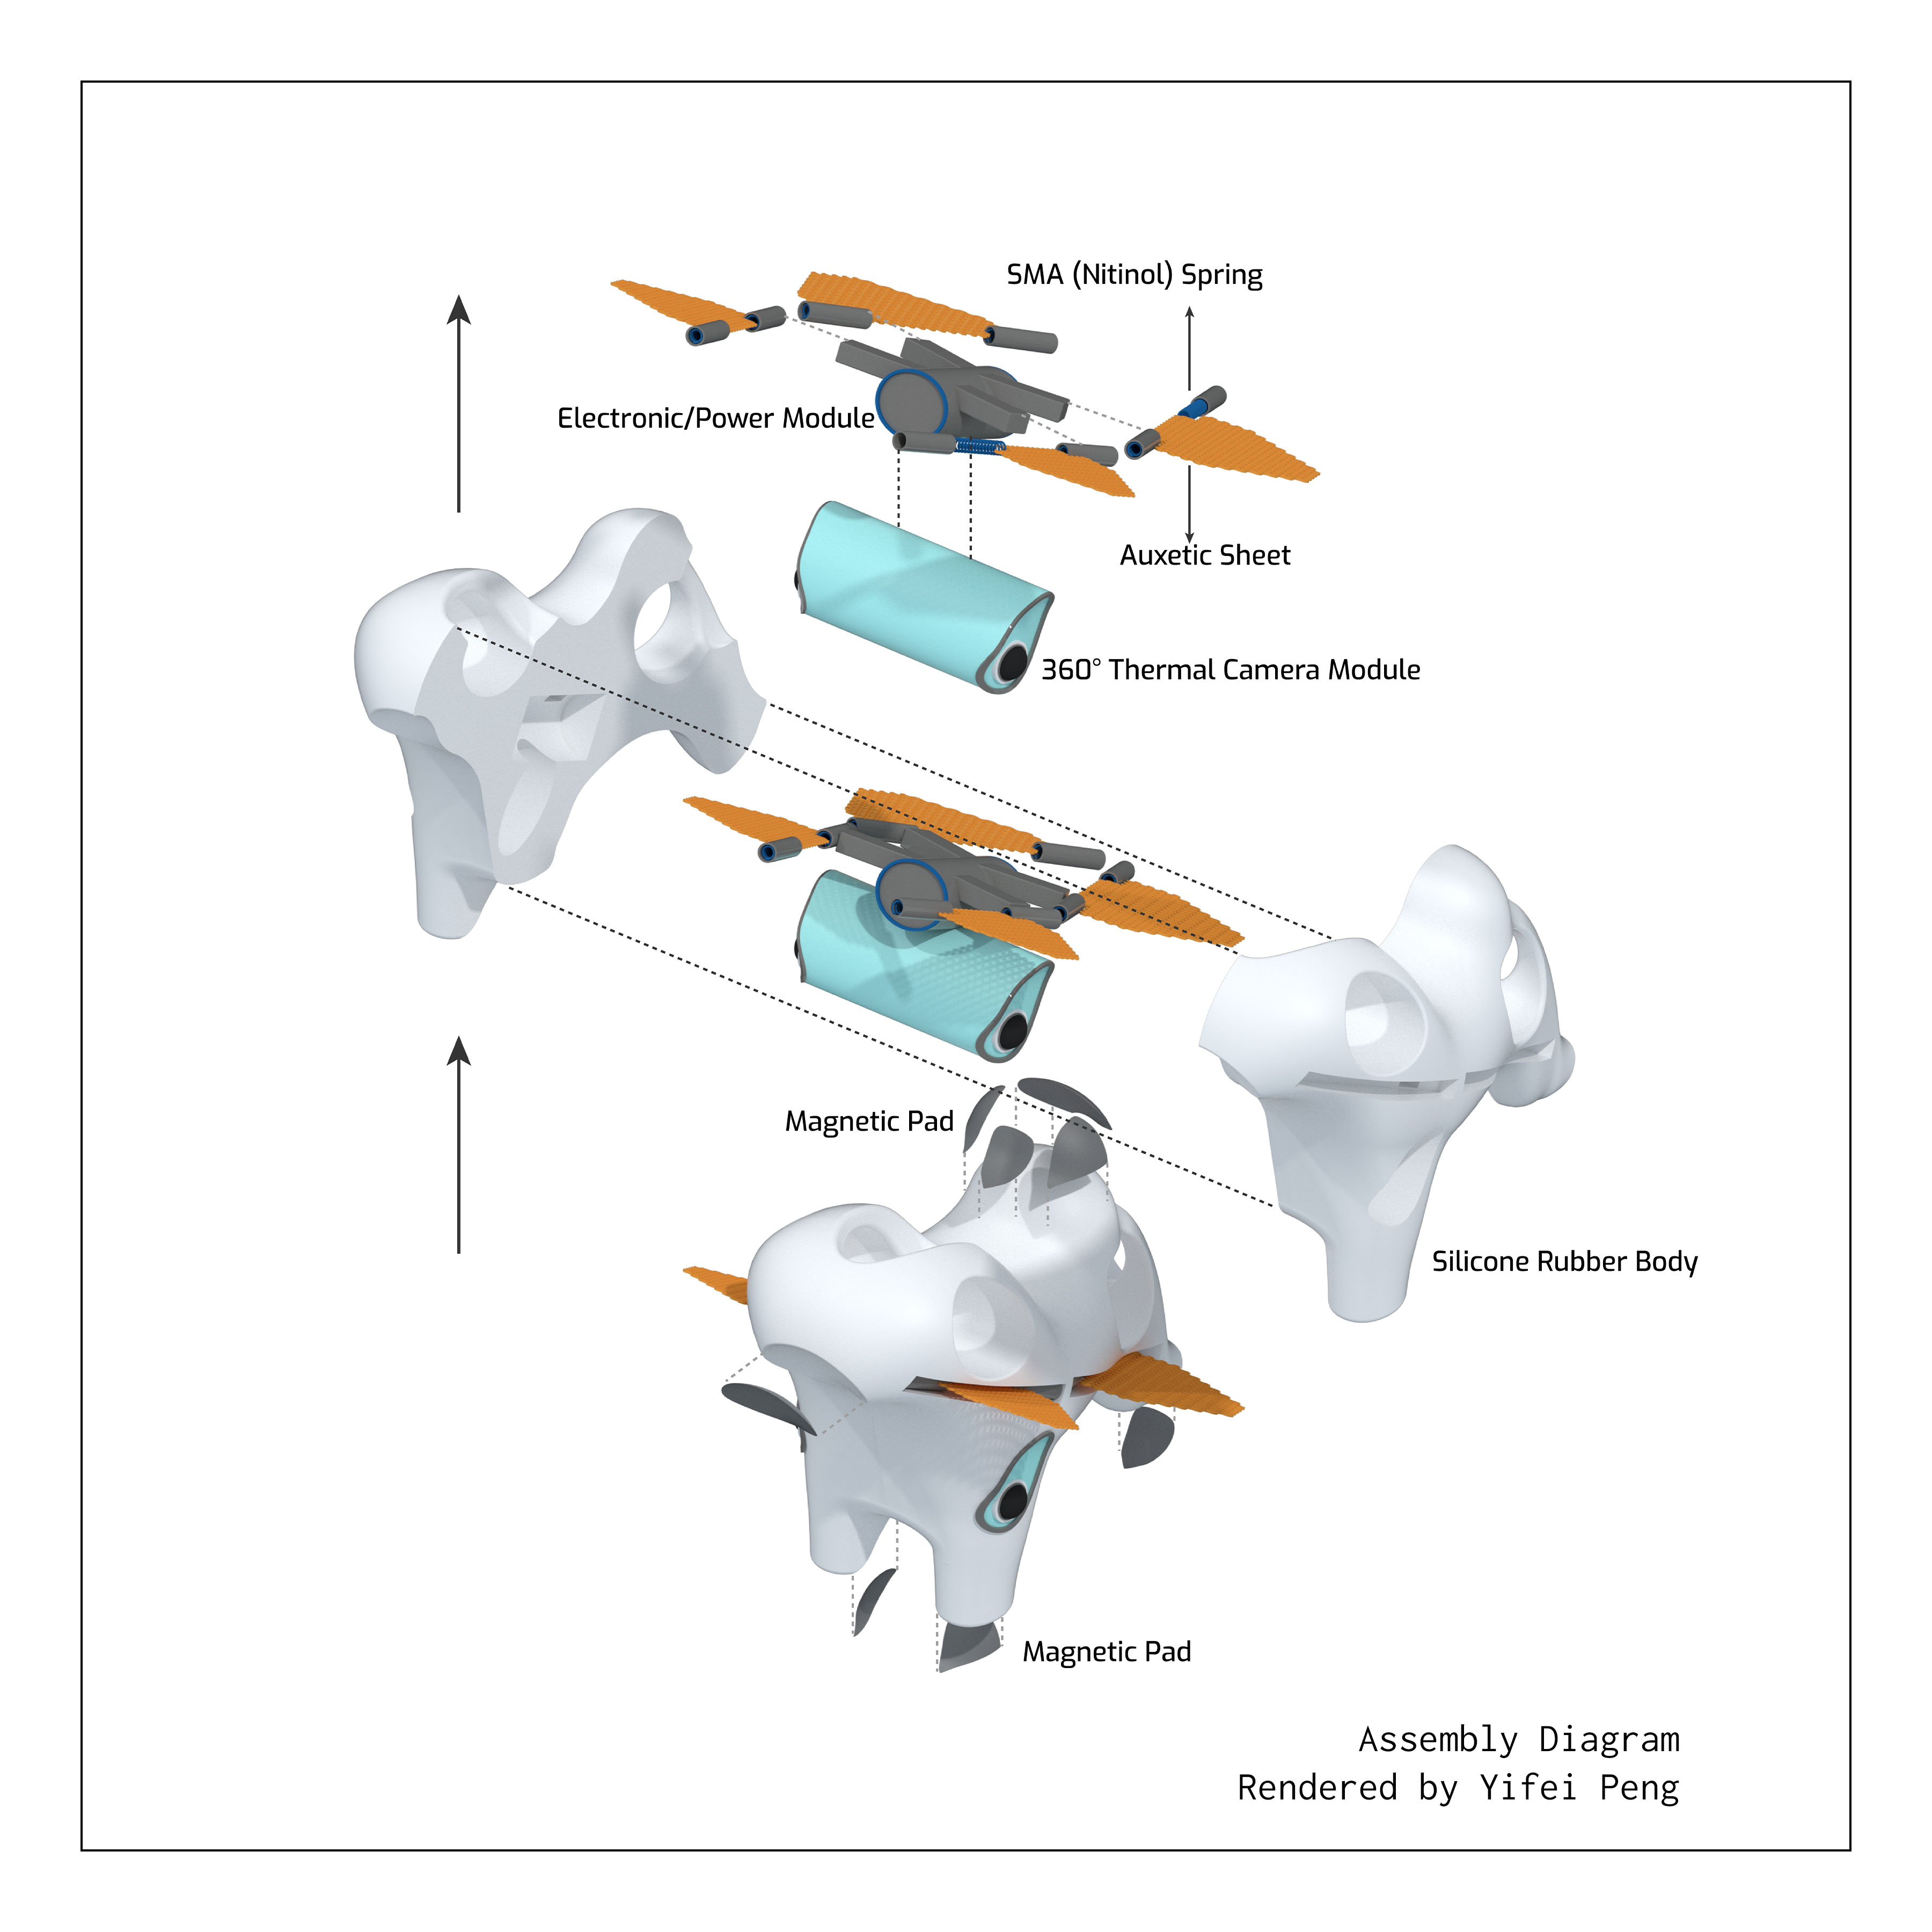 SMA (Nitinol) Spring
Electronic/Power Module
Auxetic Sheet
360° Thermal Camera Module
Magnetic Pad
Silicone Rubber Body
Magnetic Pad
Assembly Diagram
Rendered by Yifei Peng